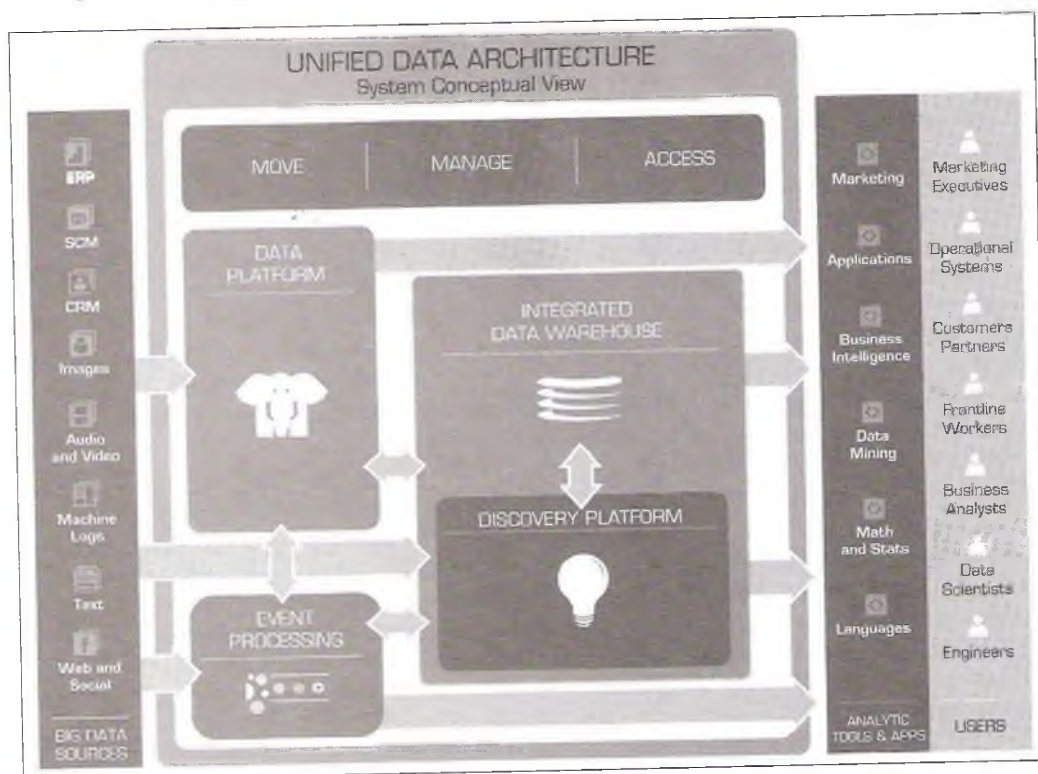 UNIFIED DATA ARCHITECTURE
System Conceptual View
MOVE
MANAGE
ACCESS
ERP
SCM
CRM
Images
Audio
and Video
Machine
Logs
Text
Web and
Social
BIG DATA
SOURCES
DATA
PLATFORM
INTEGRATED
DATA WAREHOUSE
DISCOVERY PLATFORM
EVENT
PROCESSING
Marketing
Applications
Business
Intelligence
Data
Mining
Math
and Stats
Languages
ANALYTIC
TOOLS & APPS
Marketing
Executives
Operational
Systems
Customers
Partners
Frontline
Workers
Business
Analysts
Data
Scientists
Engineers
USERS